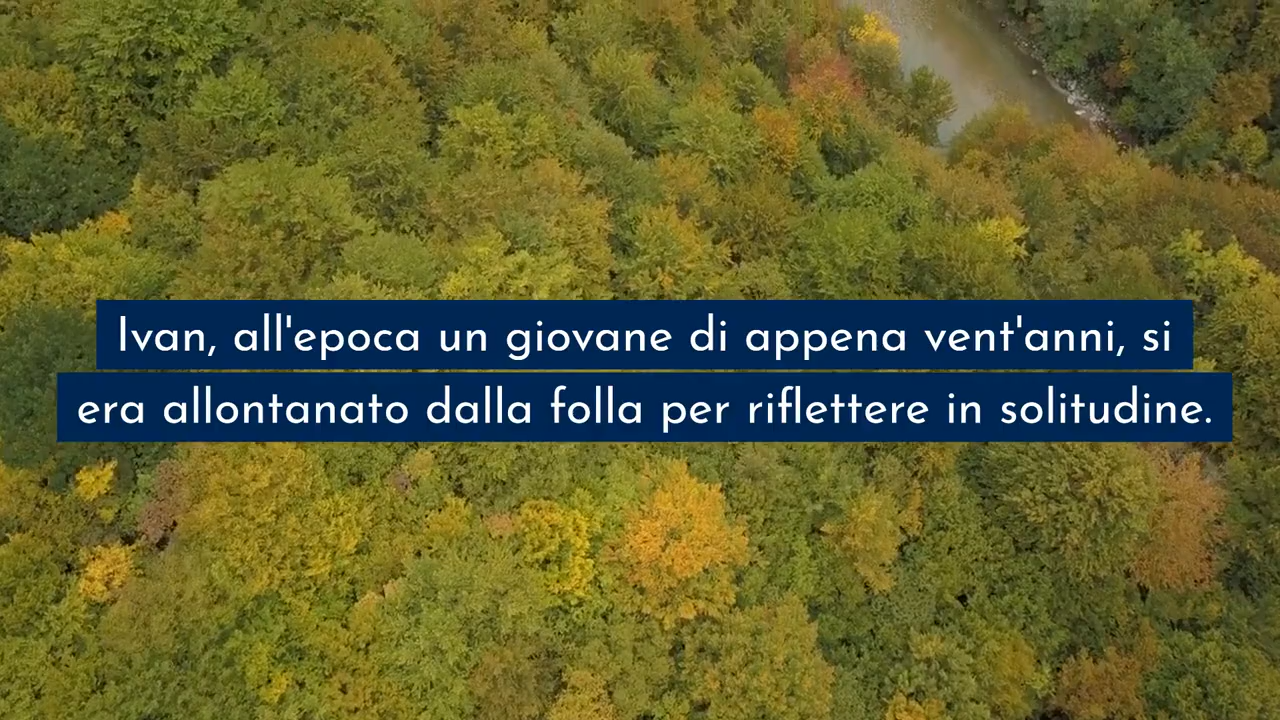 Ivan, all'epoca un giovane di appena vent'anni, si
era allontanato dalla folla per riflettere in solitudine.